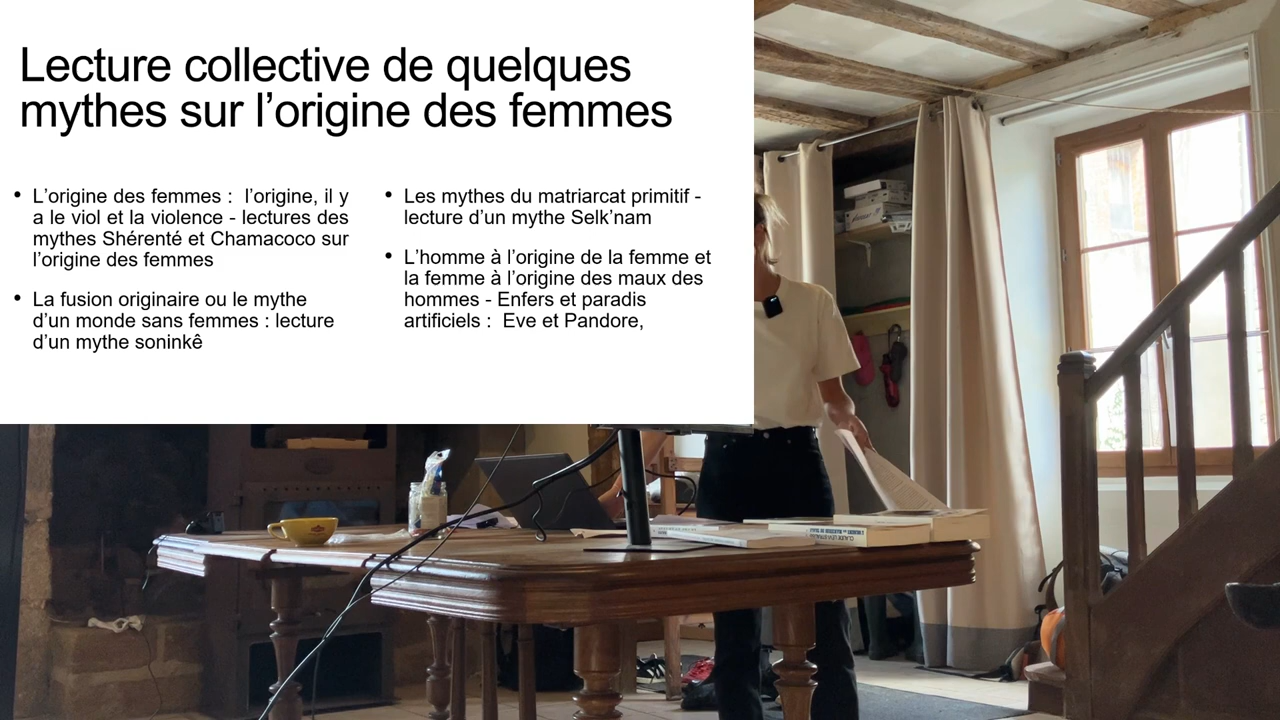 Lecture collective de quelques
mythes sur l’origine des femmes
• L’origine des femmes :  l’origine, il y
a le viol et la violence - lectures des
mythes Shérenté et Chamacoco sur
l’origine des femmes
• La fusion originaire ou le mythe
d’un monde sans femmes : lecture
d’un mythe soninkê
• Les mythes du matriarcat primitif -
lecture d’un mythe Selk’nam
• L’homme à l’origine de la femme et
la femme à l’origine des maux des
hommes - Enfers et paradis
artificiels :  Eve et Pandore,